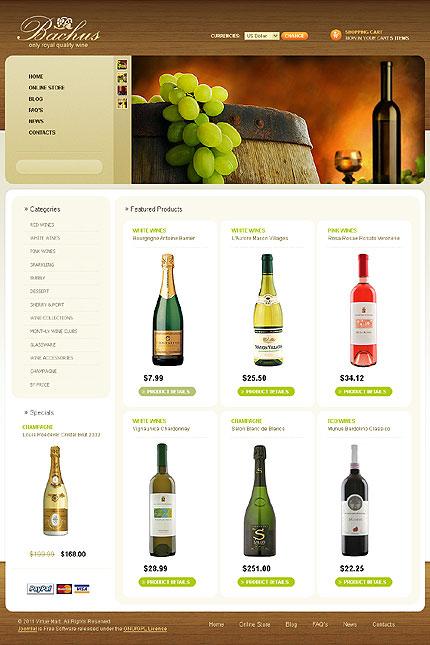 Bachus
only royal quality wine
CURRENCIES: US Dollar CHANGE
SHOPPING CART
NOW IN YOUR CART 5 ITEMS
HOME
ONLINE STORE
BLOG
FAQ'S
NEWS
CONTACTS
» Categories
RED WINES
WHITE WINES
PINK WINES
SPARKLING
BUBBLY
DESSERT
SHERRY & PORT
WINE COLLECTIONS
MONTHLY WINE CLUBS
GLASSWARE
WINE ACCESSORIES
CHAMPAGNE
BY PRICE
» Specials
CHAMPAGNE
Louis Roederer Cristal Brut 2002
$199.99 $168.00
PayPal VISA
» Featured Products
WHITE WINES
Bourgogne Antoine Barrier
$7.99
» PRODUCT DETAILS
WHITE WINES
L'Aurore Macon Villages
$25.50
» PRODUCT DETAILS
PINK WINES
Rosa Rosae Rosato Veronese
$34.12
» PRODUCT DETAILS
WHITE WINES
Vignaunica Chardonnay
$28.99
» PRODUCT DETAILS
CHAMPAGNE
Salon Blanc de Blancs
$251.00
» PRODUCT DETAILS
RED WINES
Munus Bardolino Classico
$22.25
» PRODUCT DETAILS
© 2011 Virtue Mart. All Rights Reserved.
Joomla! is Free Software released under the GNU/GPL License
Home Online Store Blog FAQ's News Contacts